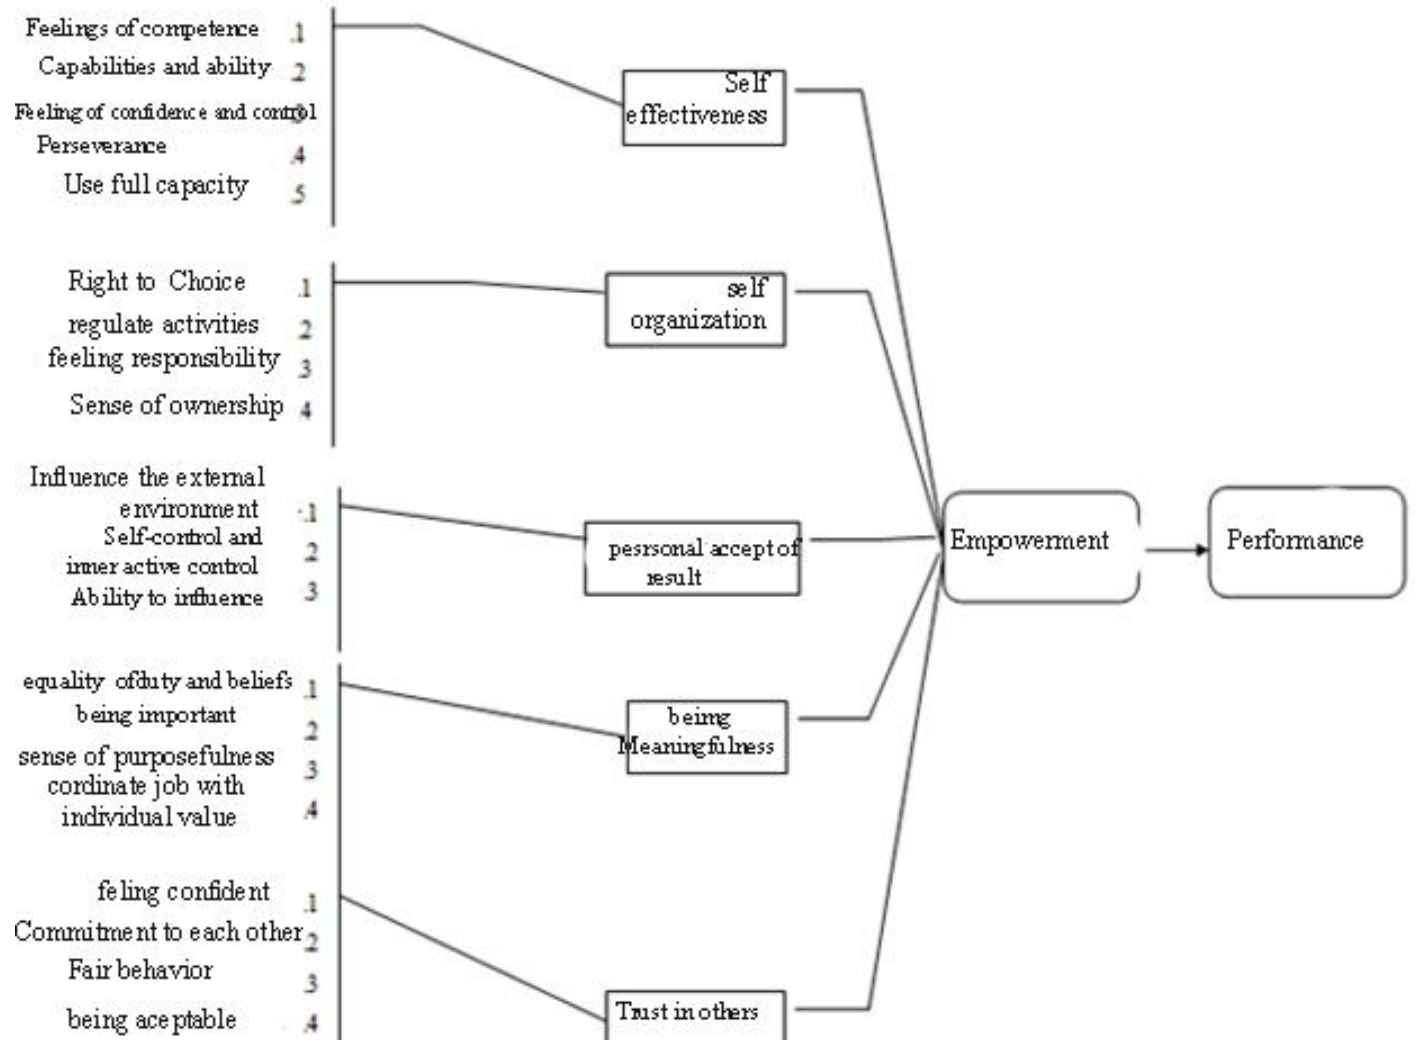 Feelings of competence .1
Capabilities and ability .2
Feeling of confidence and control
Perseverance .4
Use full capacity .5
Self
effectiveness
Right to Choice .1
regulate activities .2
feeling responsibility .3
Sense of ownership .4
self
organization
Influence the external
environment .1
Self-control and .2
inner active control
Ability to influence .3
pesrsonal accept of
result
Empowerment
Performance
equality ofduty and beliefs .1
being important .2
sense of purposefulness .3
cordinate job with
individual value .4
being
Meaningfulness
feling confident .1
Commitment to each other .2
Fair behavior .3
being aceptable .4
Trust in others